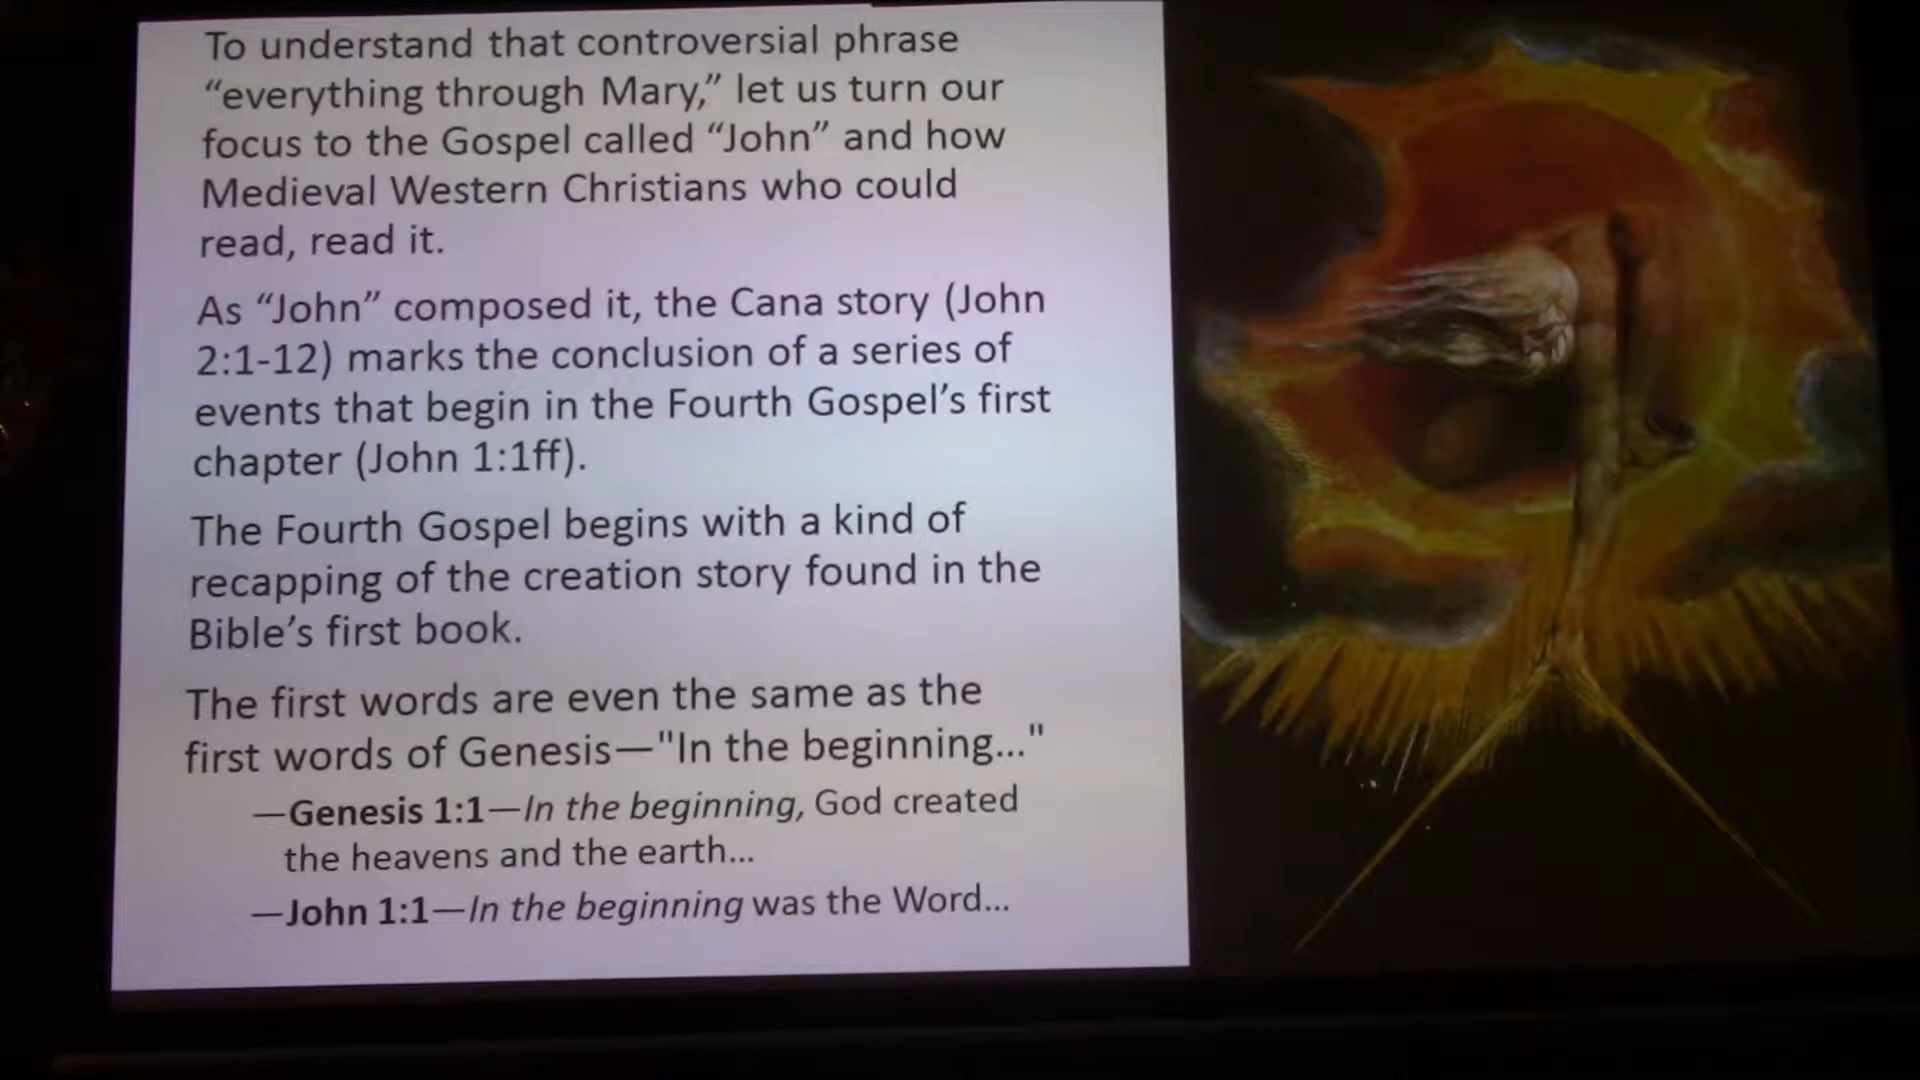 To understand that controversial phrase
“everything through Mary,” let us turn our
focus to the Gospel called “John” and how
Medieval Western Christians who could
read, read it.
As “John” composed it, the Cana story (John
2:1-12) marks the conclusion of a series of
events that begin in the Fourth Gospel’s first
chapter (John 1:1ff).
The Fourth Gospel begins with a kind of
recapping of the creation story found in the
Bible’s first book.
The first words are even the same as the
first words of Genesis—"In the beginning..."
—Genesis 1:1—In the beginning, God created
the heavens and the earth...
—John 1:1—In the beginning was the Word...